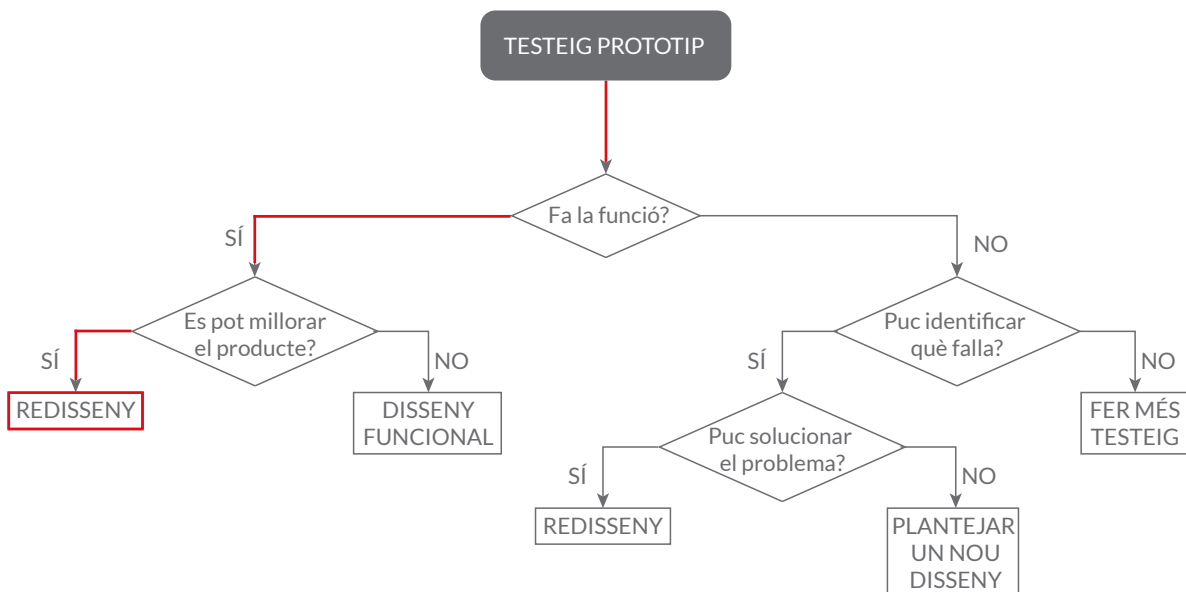 TESTEIG PROTOTIP
Fa la funció?
SÍ
NO
Es pot millorar
el producte?
Puc identificar
què falla?
SÍ
NO
SÍ
NO
REDISSENY
DISSENY
FUNCIONAL
FER MÉS
TESTEIG
Puc solucionar
el problema?
SÍ
NO
REDISSENY
PLANTEJAR
UN NOU
DISSENY